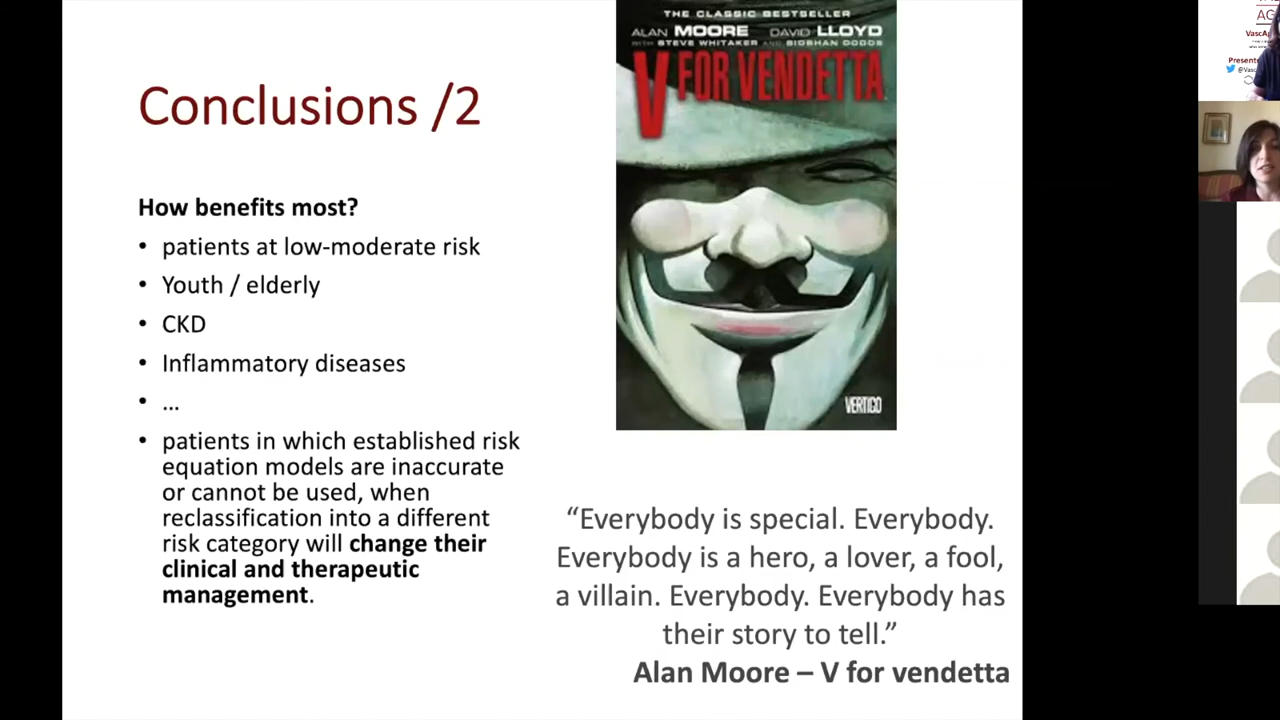 Conclusions /2
How benefits most?
• patients at low-moderate risk
• Youth / elderly
• CKD
• Inflammatory diseases
• ...
• patients in which established risk
equation models are inaccurate
or cannot be used, when
reclassification into a different
risk category will change their
clinical and therapeutic
management.
THE CLASSIC BESTSELLER
ALAN MOORE DAVID LLOYD
WITH STEVE WHITAKER AND SIOBHAN DODDS
V FOR VENDETTA
VERTIGO
“Everybody is special. Everybody.
Everybody is a hero, a lover, a fool,
a villain. Everybody. Everybody has
their story to tell.”
Alan Moore – V for vendetta
AG
VascA
Presente
@Vasc